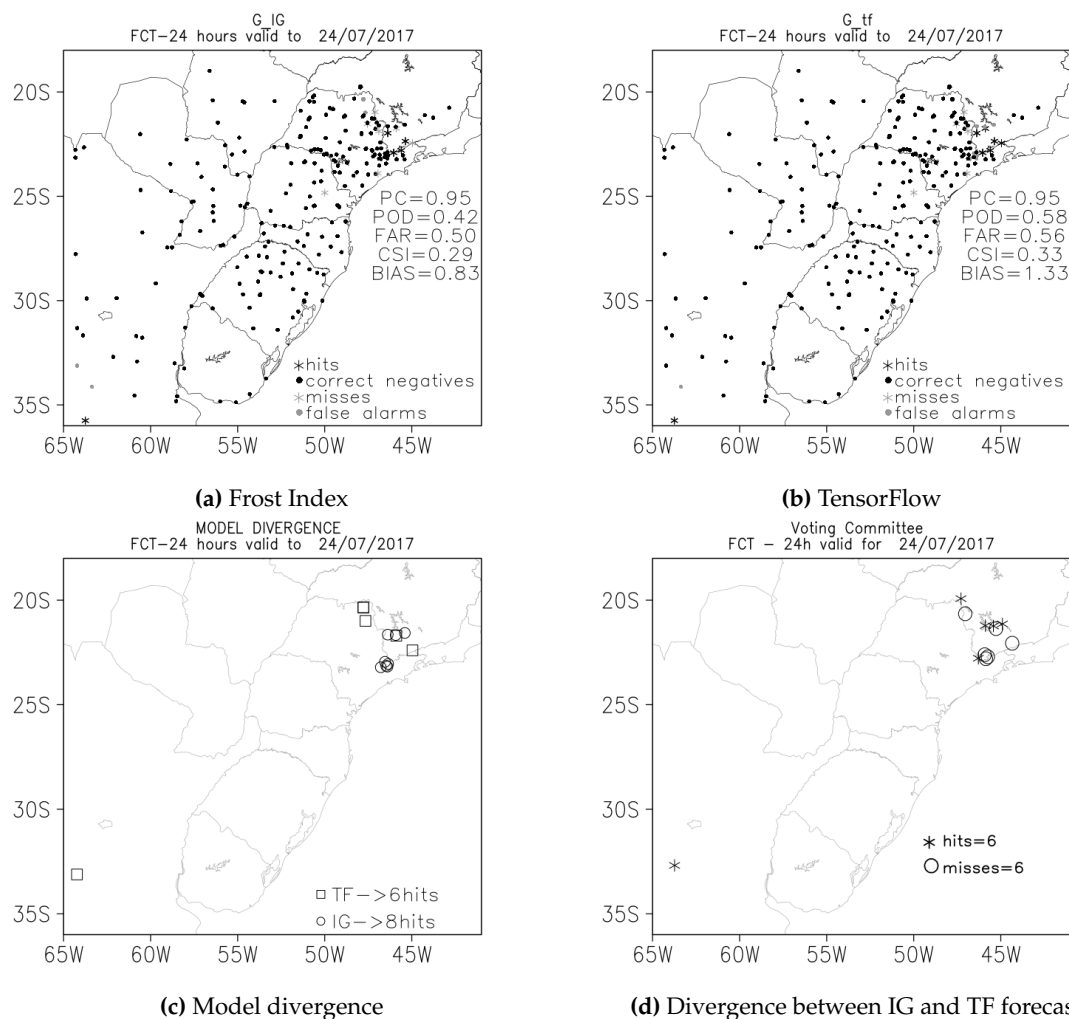 G_IG
FCT-24 hours valid to 24/07/2017
20S
25S
30S
35S
PC=0.95
POD=0.42
FAR=0.50
CSI=0.29
BIAS=0.83
hits
correct negatives
misses
false alarms
65W 60W 55W 50W 45W
(a) Frost Index
G_tf
FCT-24 hours valid to 24/07/2017
20S
25S
30S
35S
PC=0.95
POD=0.58
FAR=0.56
CSI=0.33
BIAS=1.33
hits
correct negatives
misses
false alarms
65W 60W 55W 50W 45W
(b) TensorFlow
MODEL DIVERGENCE
FCT-24 hours valid to 24/07/2017
20S
25S
30S
35S
TF->6hits
IG->8hits
65W 60W 55W 50W 45W
(c) Model divergence
Voting Committee
FCT - 24h valid for 24/07/2017
20S
25S
30S
35S
hits=6
misses=6
65W 60W 55W 50W 45W
(d) Divergence between IG and TF forecas